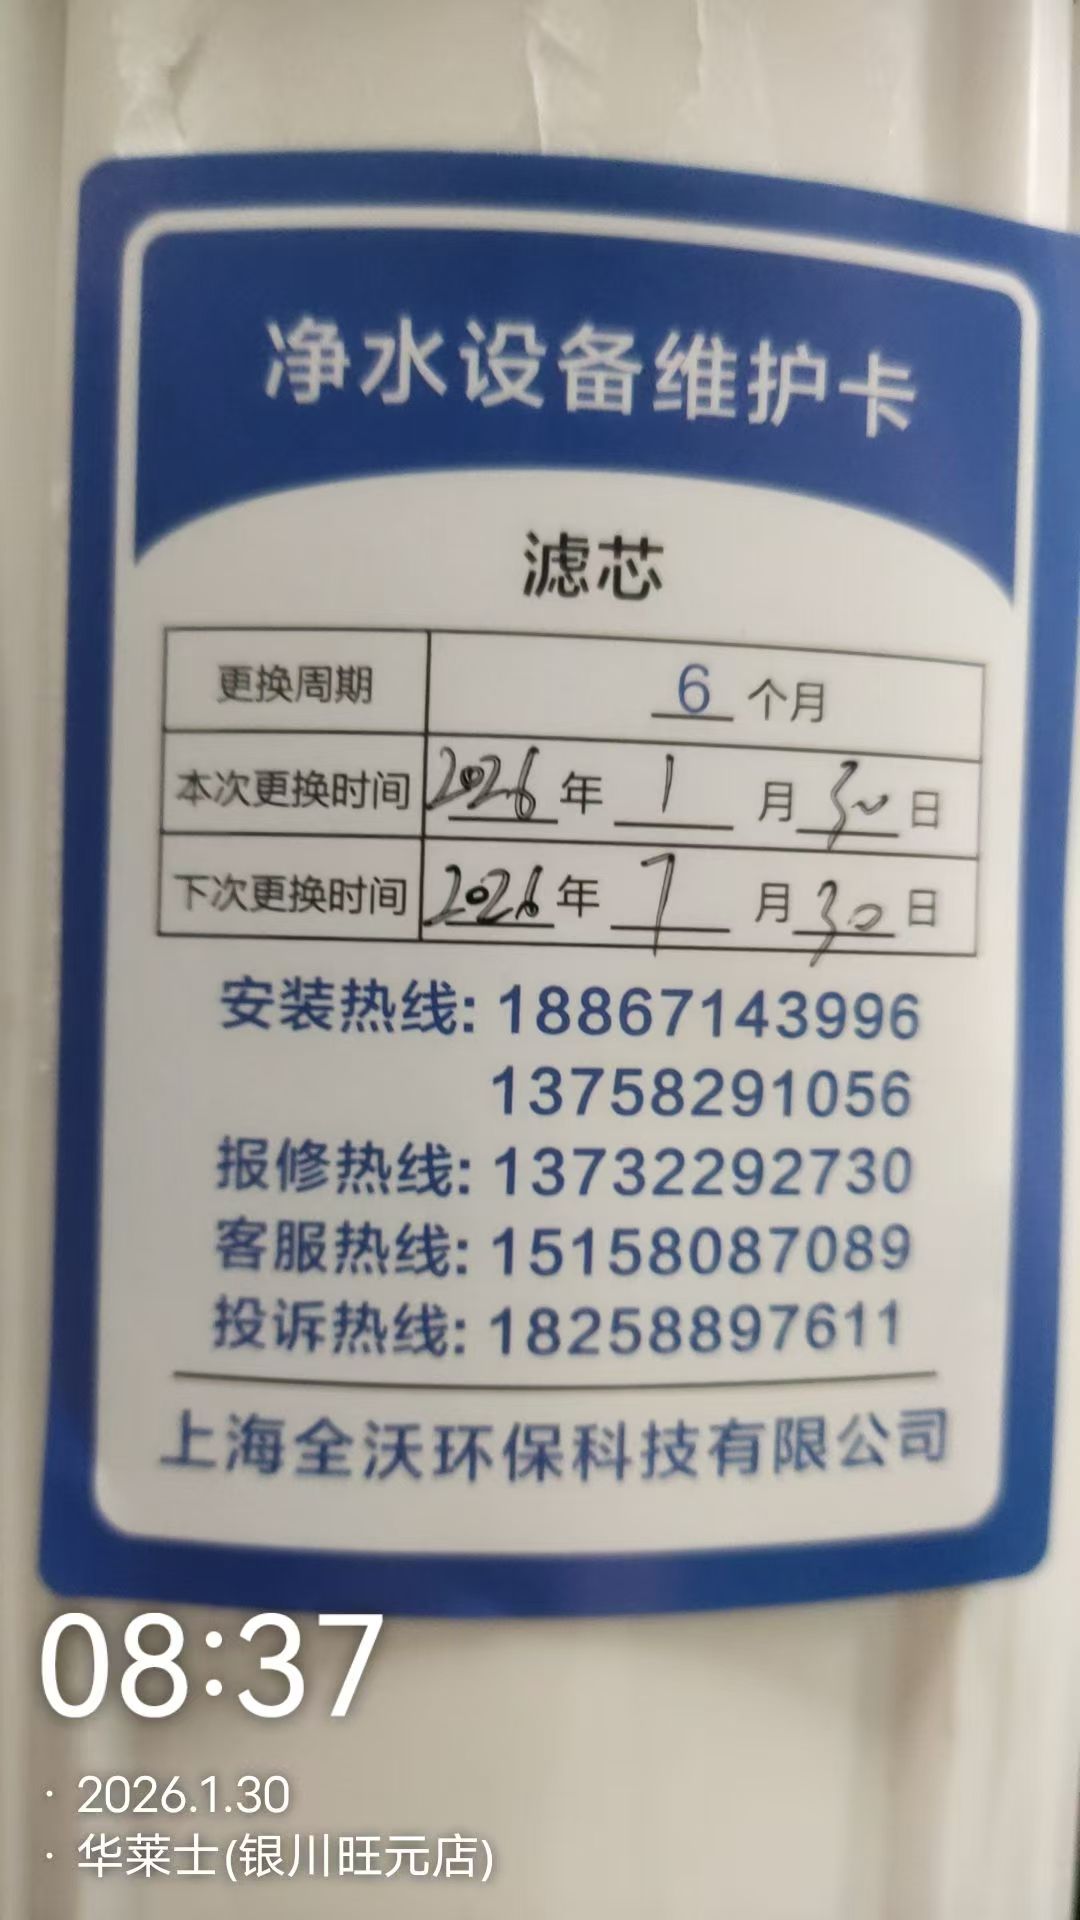 净水设备维护卡
滤芯
更换周期 6 个月
本次更换时间 2026 年 1 月 30 日
下次更换时间 2026 年 7 月 30 日
安装热线: 18867143996
13758291056
报修热线: 13732292730
客服热线: 15158087089
投诉热线: 18258897611
上海全沃环保科技有限公司
08:37
· 2026.1.30
· 华莱士(银川旺元店)